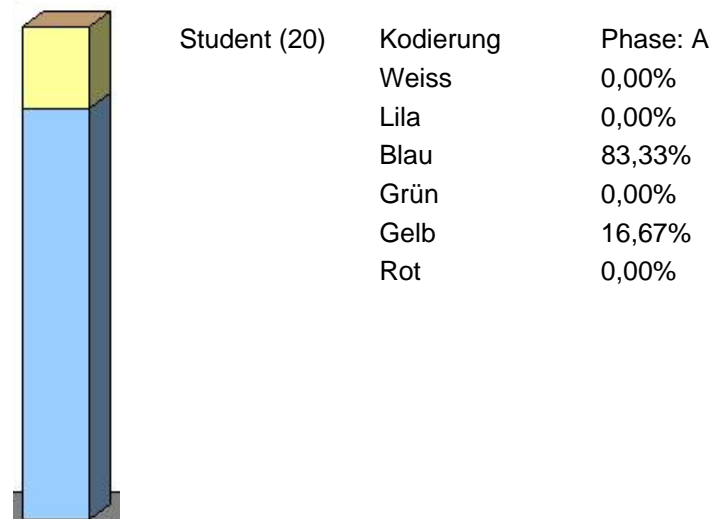 Student (20) Kodierung Phase: A
Weiss 0,00%
Lila 0,00%
Blau 83,33%
Grün 0,00%
Gelb 16,67%
Rot 0,00%